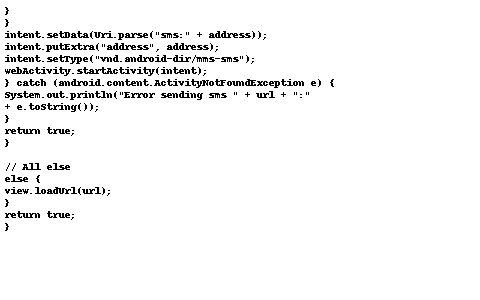 }
}
intent.setData(Uri.parse("sms:" + address));
intent.putExtra("address", address);
intent.setType("vnd.android-dir/mms-sms");
webActivity.startActivity(intent);
} catch (android.content.ActivityNotFoundException e) {
System.out.println("Error sending sms " + url + ":"
+ e.toString());
}
return true;
}

// All else
else {
view.loadUrl(url);
}
return true;
}